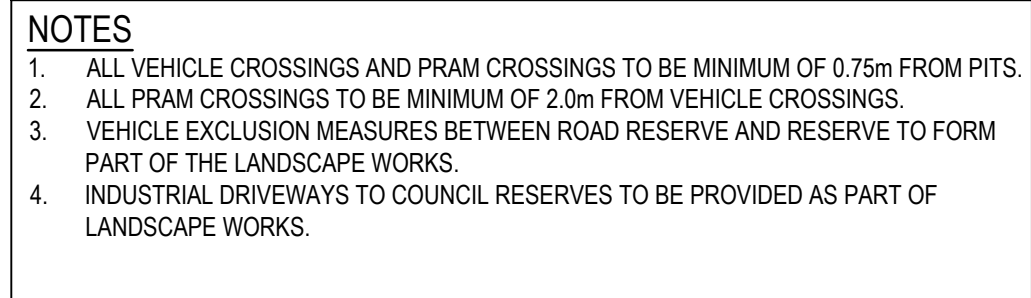 NOTES
1. ALL VEHICLE CROSSINGS AND PRAM CROSSINGS TO BE MINIMUM OF 0.75m FROM PITS.
2. ALL PRAM CROSSINGS TO BE MINIMUM OF 2.0m FROM VEHICLE CROSSINGS.
3. VEHICLE EXCLUSION MEASURES BETWEEN ROAD RESERVE AND RESERVE TO FORM
PART OF THE LANDSCAPE WORKS.
4. INDUSTRIAL DRIVEWAYS TO COUNCIL RESERVES TO BE PROVIDED AS PART OF
LANDSCAPE WORKS.